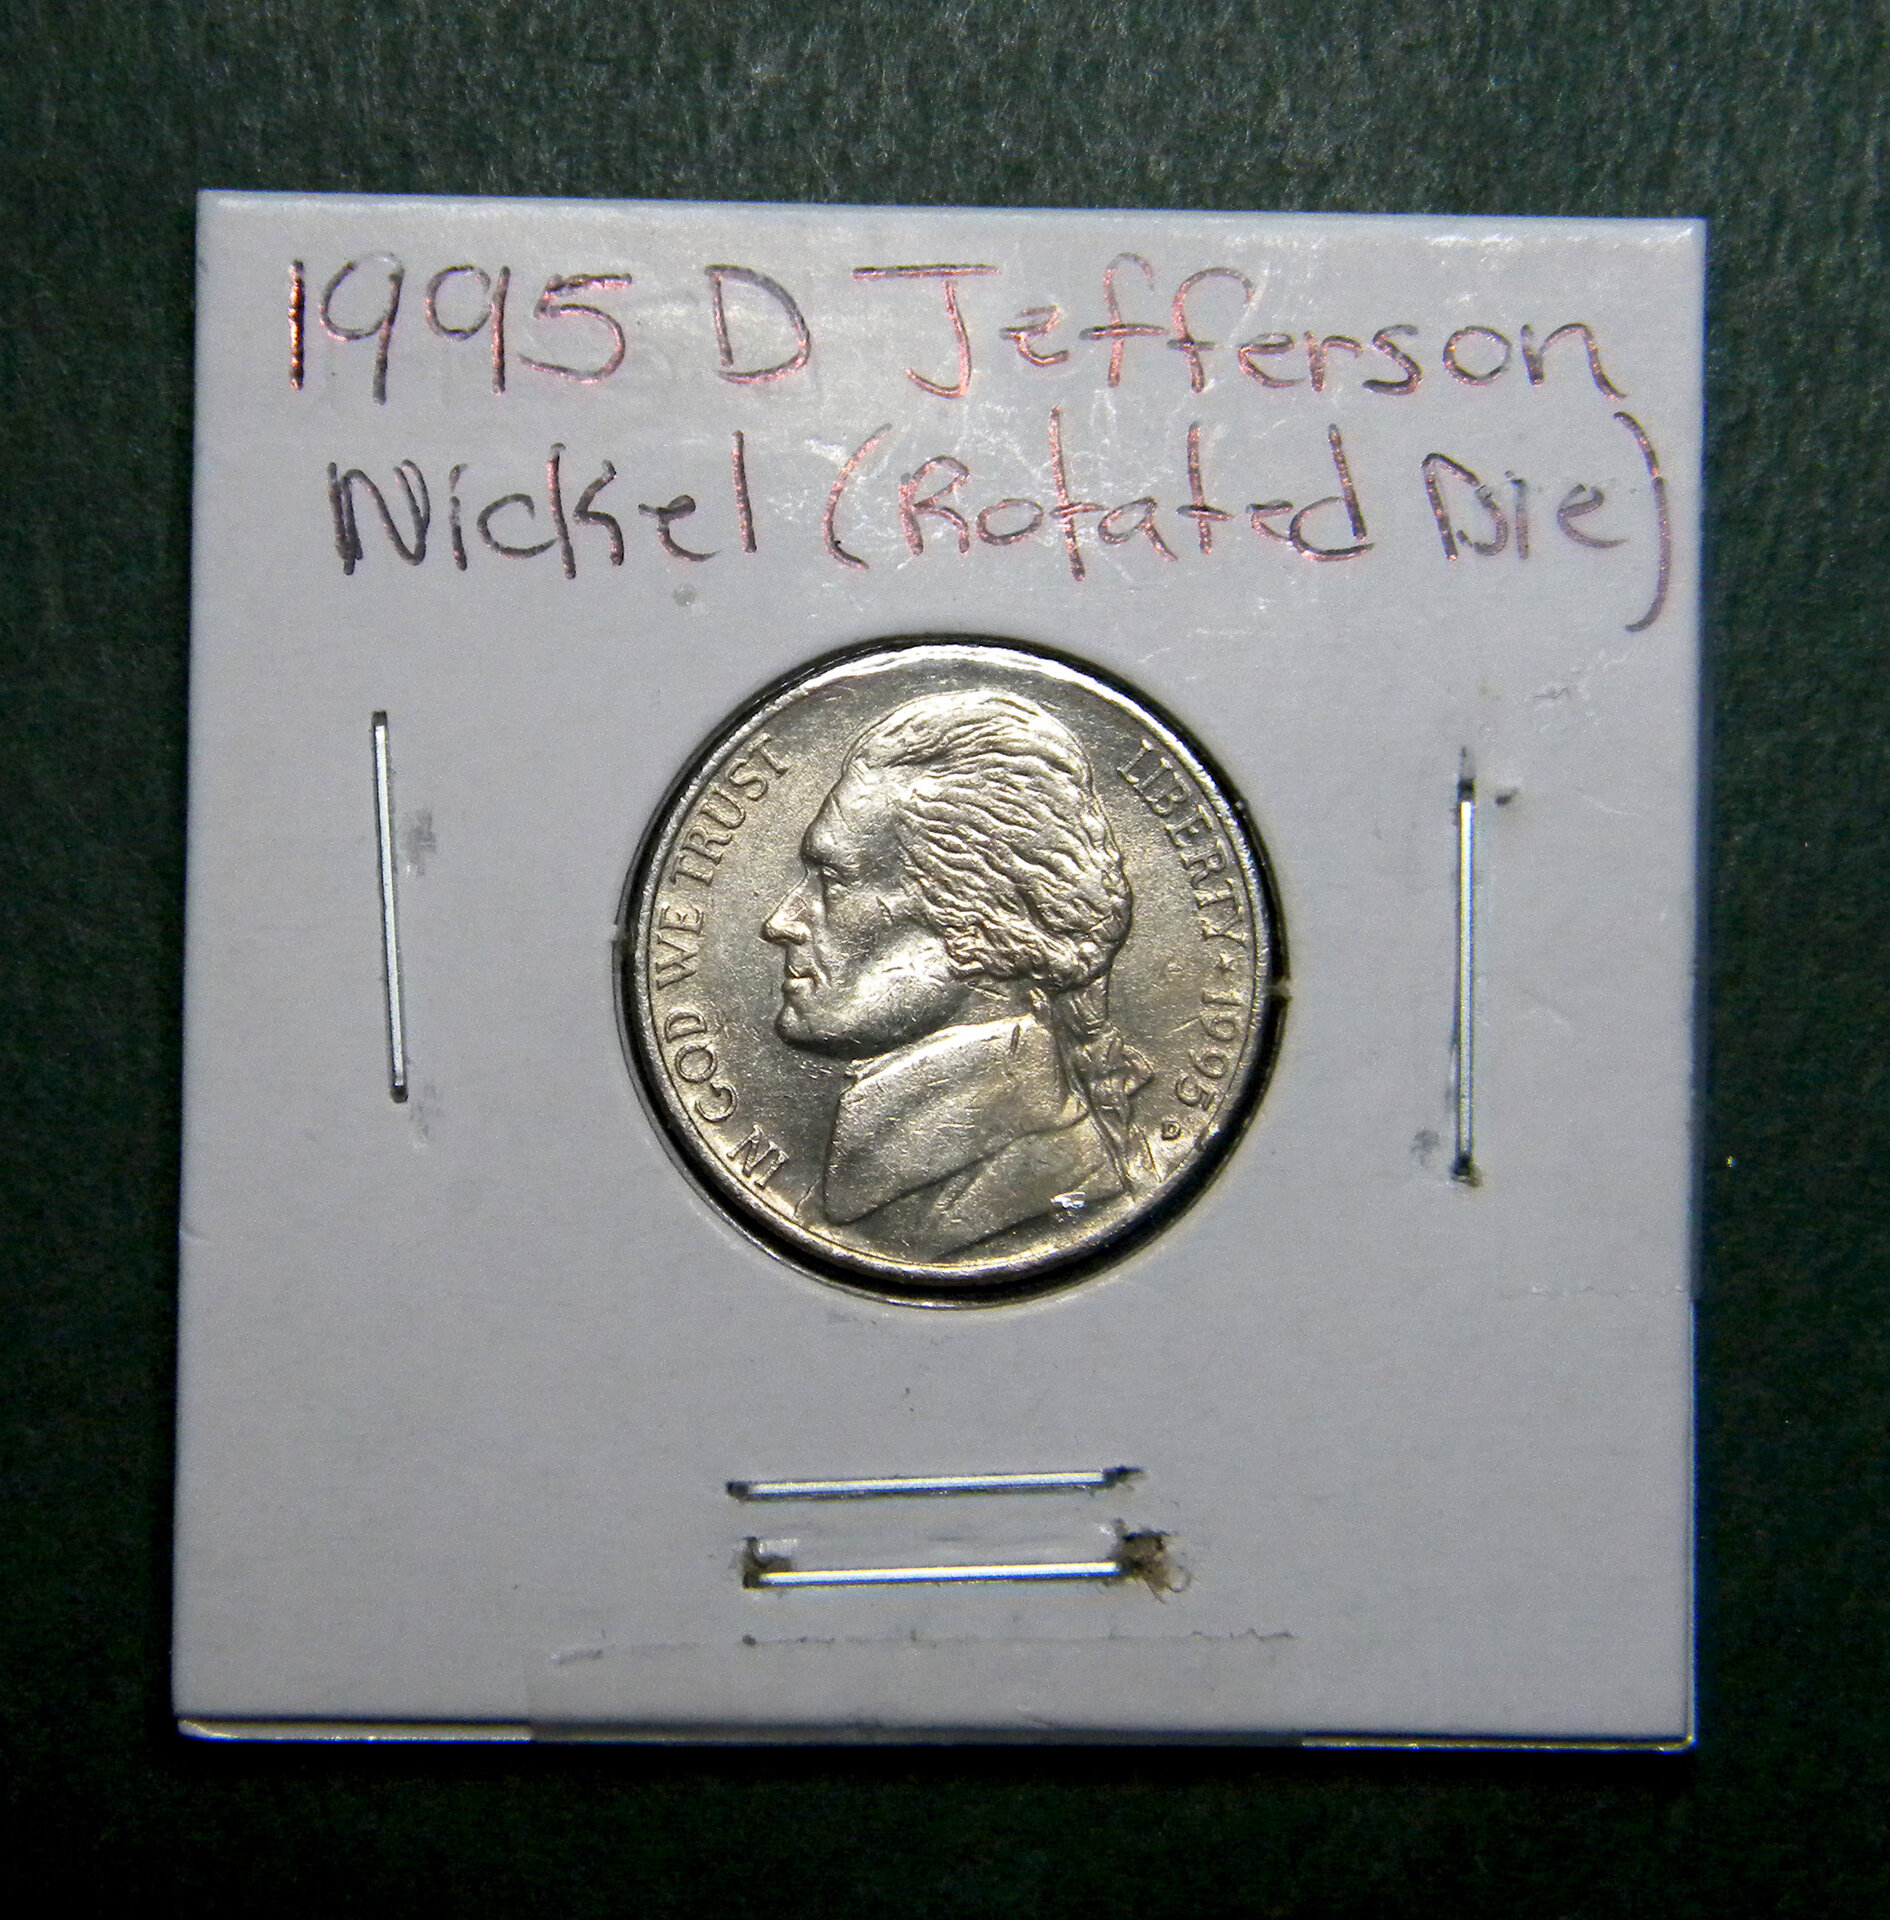 1995 D Jefferson
Nickel (Rotated Die)
IN GOD WE TRUST
LIBERTY ★ 1995
D